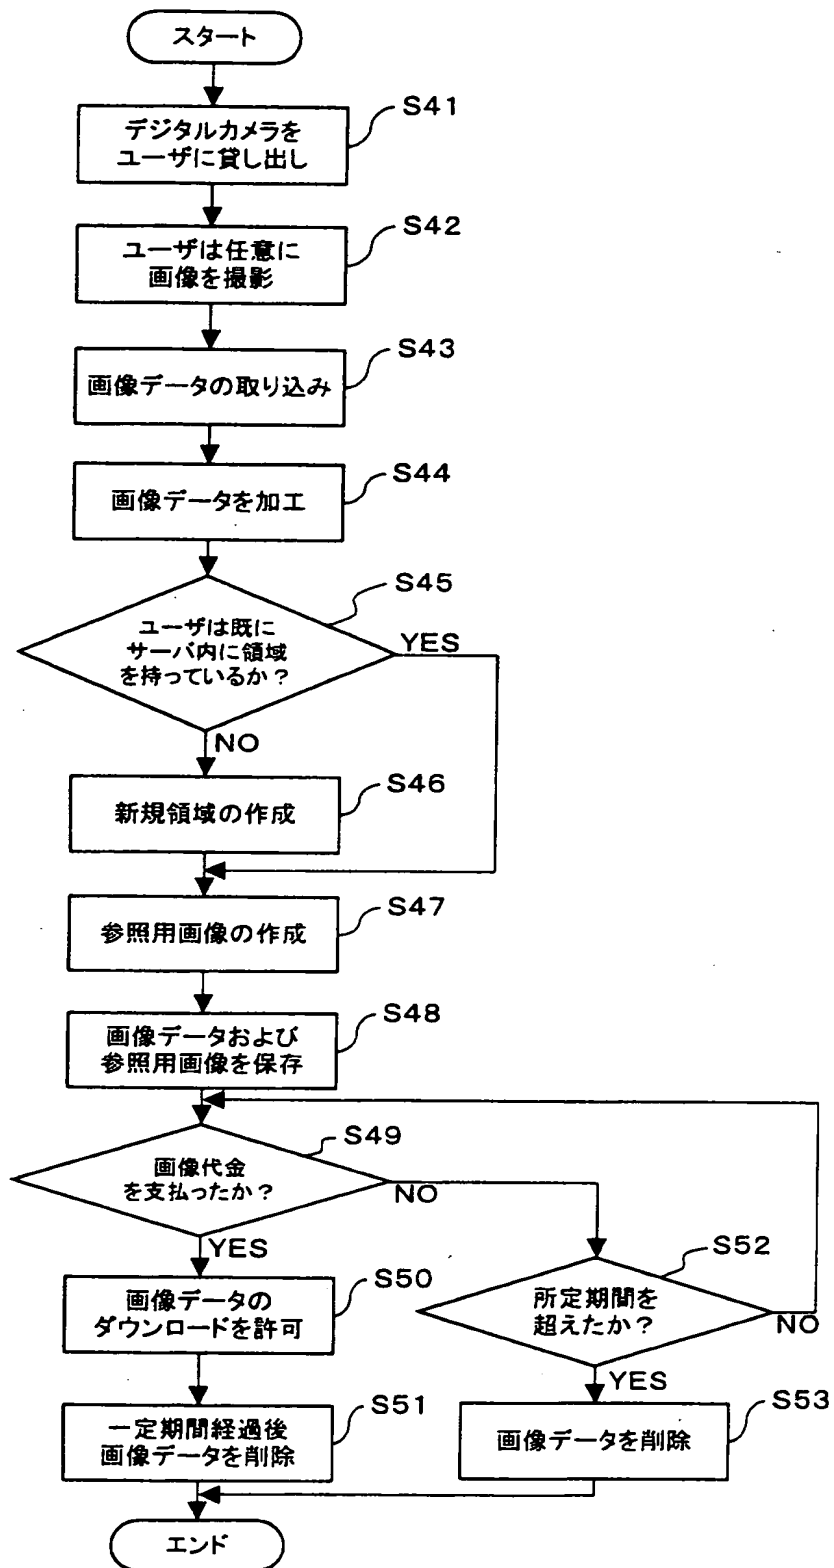 スタート
S41
デジタルカメラを
ユーザに貸し出し
S42
ユーザは任意に
画像を撮影
S43
画像データの取り込み
S44
画像データを加工
S45
ユーザは既に
サーバ内に領域
を持っているか？
YES
NO
S46
新規領域の作成
S47
参照用画像の作成
S48
画像データおよび
参照用画像を保存
S49
画像代金
を支払ったか？
NO
YES
S52
所定期間を
超えたか？
NO
YES
S50
画像データの
ダウンロードを許可
S51
一定期間経過後
画像データを削除
S53
画像データを削除
エンド